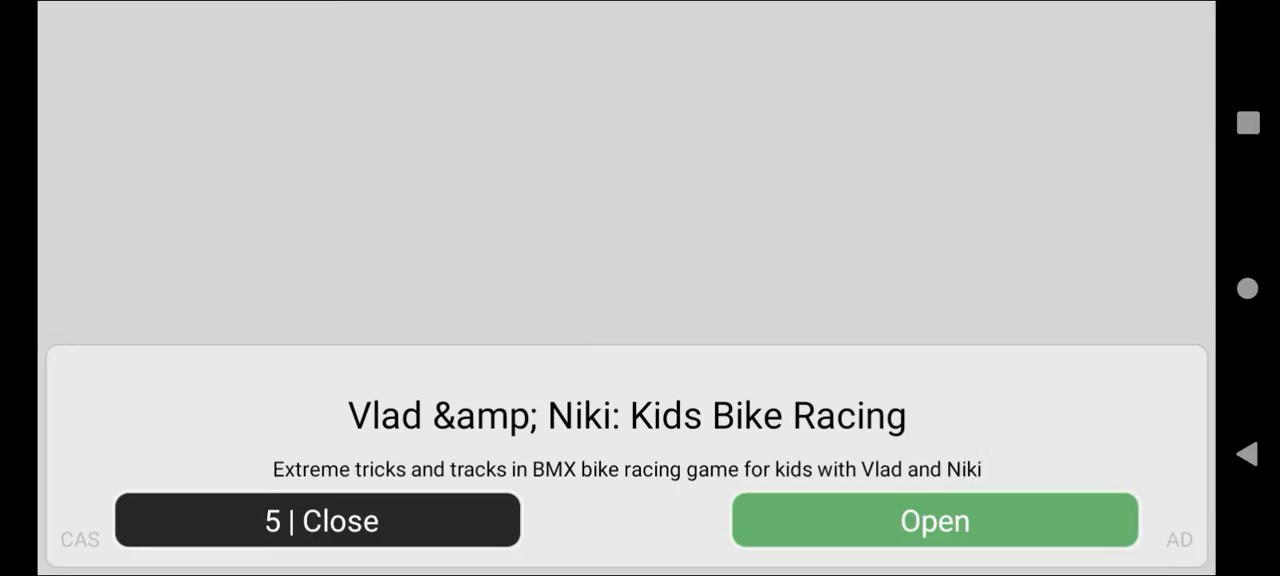 Vlad &amp; Niki: Kids Bike Racing
Extreme tricks and tracks in BMX bike racing game for kids with Vlad and Niki
5 | Close
Open
CAS
AD